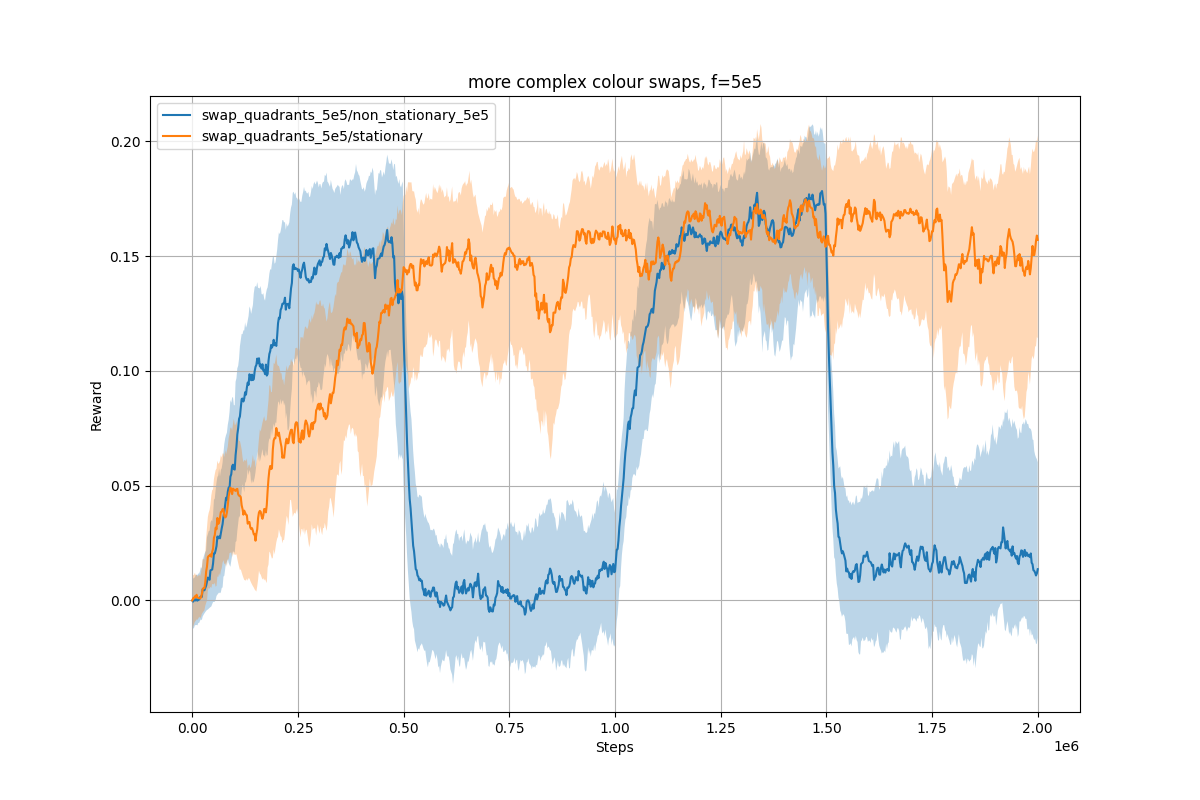 more complex colour swaps, f=5e5
swap_quadrants_5e5/non_stationary_5e5
swap_quadrants_5e5/stationary
0.20
0.15
0.10
0.05
0.00
Reward
0.00 0.25 0.50 0.75 1.00 1.25 1.50 1.75 2.00
Steps
1e6